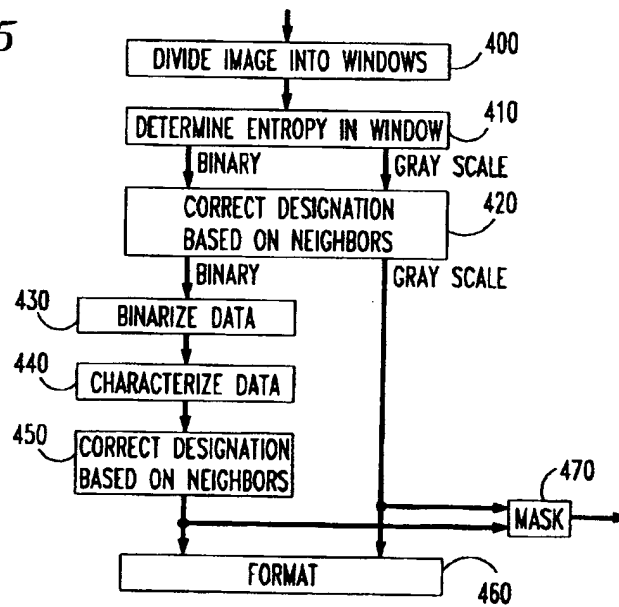 5
DIVIDE IMAGE INTO WINDOWS
400
DETERMINE ENTROPY IN WINDOW
410
BINARY
GRAY SCALE
CORRECT DESIGNATION
BASED ON NEIGHBORS
420
BINARY
GRAY SCALE
430
BINARIZE DATA
440
CHARACTERIZE DATA
450
CORRECT DESIGNATION
BASED ON NEIGHBORS
470
MASK
FORMAT
460